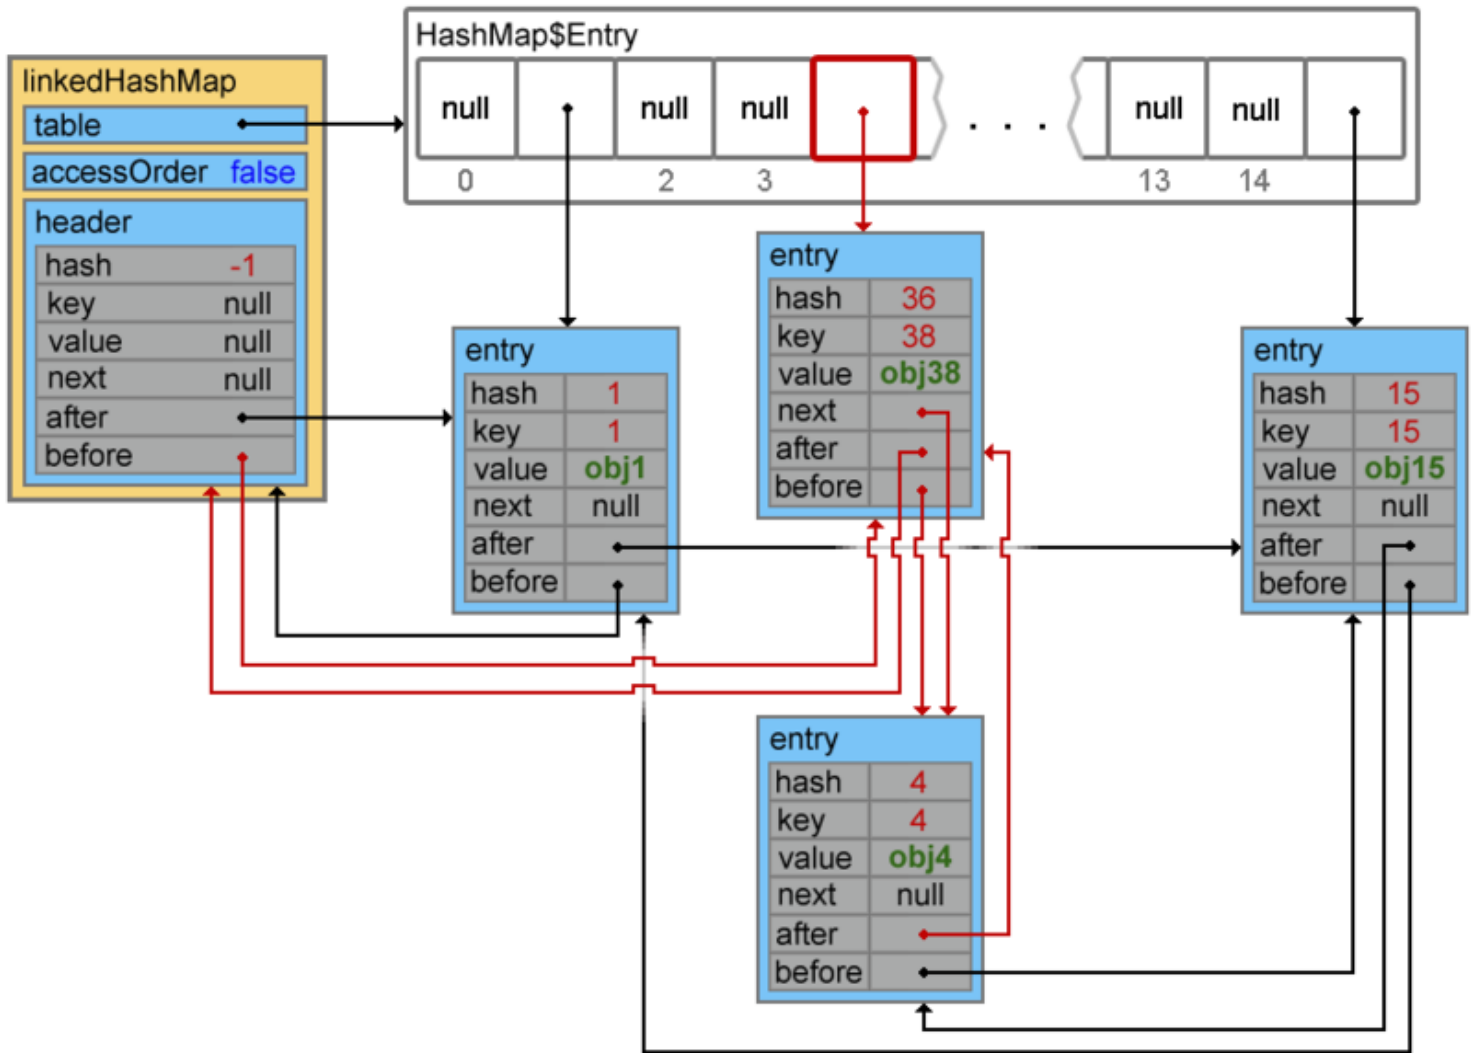 HashMap$Entry
null
null
null
. . .
null
null
0
2
3
13
14
linkedHashMap
table
accessOrder false
header
hash -1
key null
value null
next null
after
before
entry
hash 1
key 1
value obj1
next null
after
before
entry
hash 36
key 38
value obj38
next
after
before
entry
hash 15
key 15
value obj15
next null
after
before
entry
hash 4
key 4
value obj4
next null
after
before